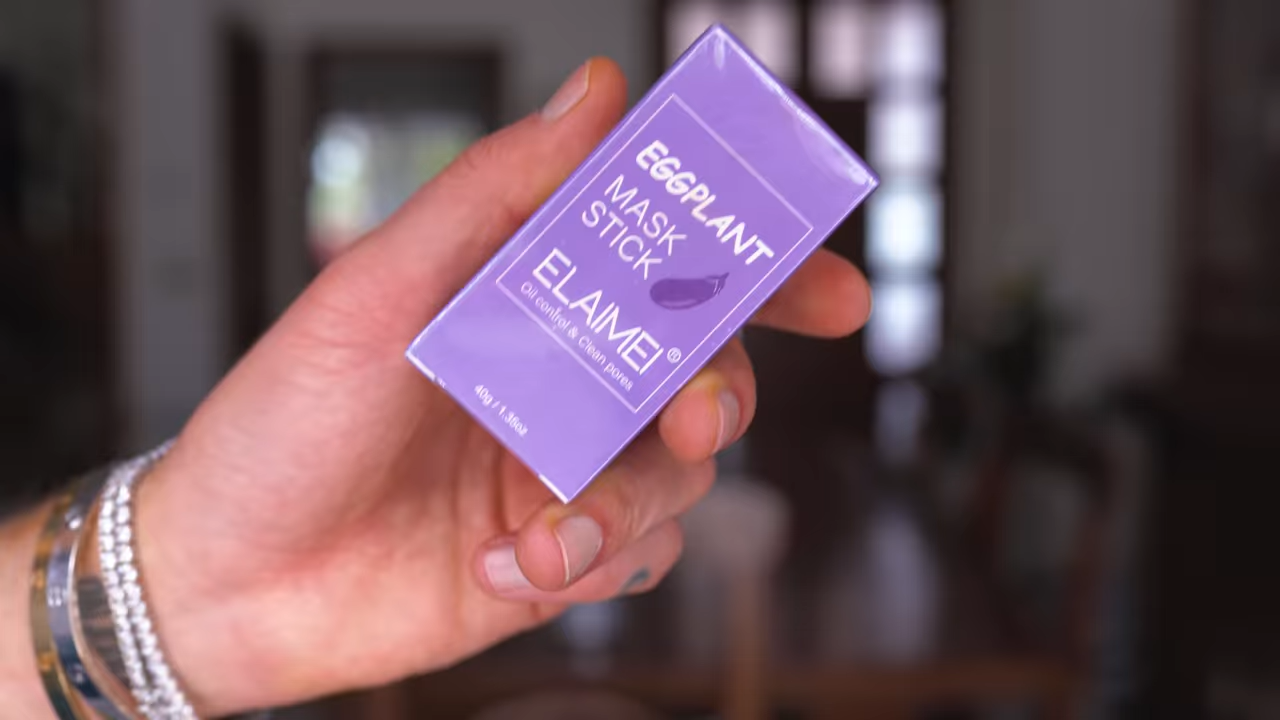 EGGPLANT
MASK
STICK
ELAIMEI®
Oil control & Clean pores
40g / 1.35oz